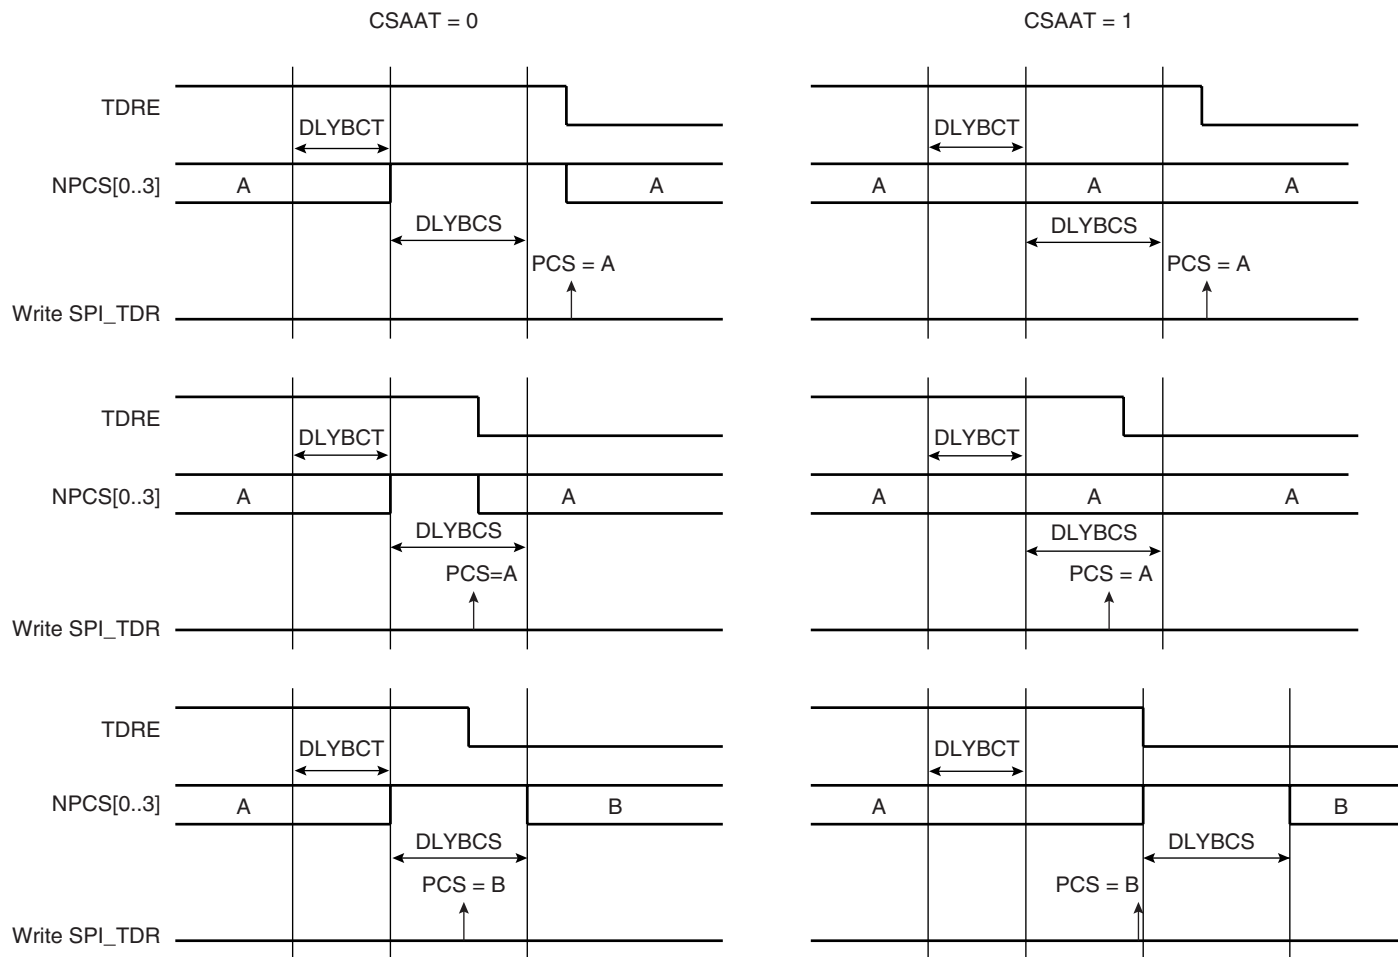 CSAAT = 0 CSAAT = 1
TDRE
DLYBCT DLYBCT
NPCS[0..3] A A A A A
DLYBCS DLYBCS
PCS = A PCS = A
Write SPI_TDR
TDRE
DLYBCT DLYBCT
NPCS[0..3] A A A A A
DLYBCS DLYBCS
PCS=A PCS = A
Write SPI_TDR
TDRE
DLYBCT DLYBCT
NPCS[0..3] A B A B
DLYBCS DLYBCS
PCS = B PCS = B
Write SPI_TDR